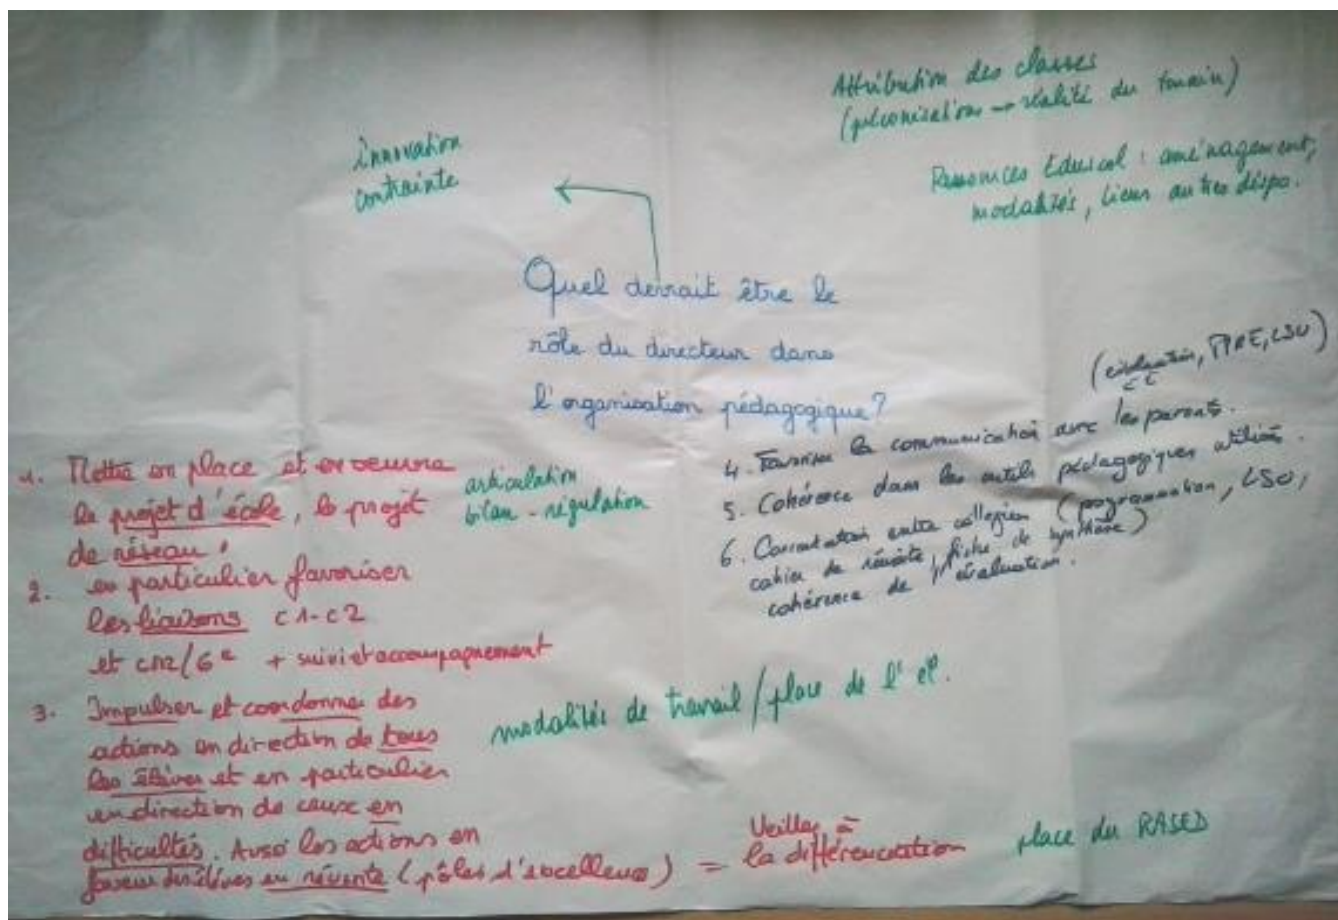 Attribution des classes
(préconisations → réalité du terrain)
Ressources Eduscol : aménagement,
modalités, liens autres dispo.
innovation
contrainte
Quel devrait être le
rôle du directeur dans
l'organisation pédagogique?
1. Mettre en place et en oeuvre
le projet d'école, le projet
de réseau,
articulation
bilan - régulation
2. en particulier favoriser
les liaisons C1-C2
et CM2/6e + suivi et accompagnement
3. Impulser et coordonner des
actions en direction de tous
les élèves et en particulier
en direction de ceux en
difficultés. Aussi les actions en
faveur des élèves en réussite (pôles d'excellence) = Veiller à
la différenciation
modalités de travail / place de l'él.
place du RASED
(évaluation, PPRE, LSU)
4. Favoriser la communication avec les parents.
5. Cohérence dans les outils pédagogiques utilisés.
6. Concertation entre collègues (programmation, LSU,
cahier de réussite, fiche de synthèse)
cohérence de l'évaluation.